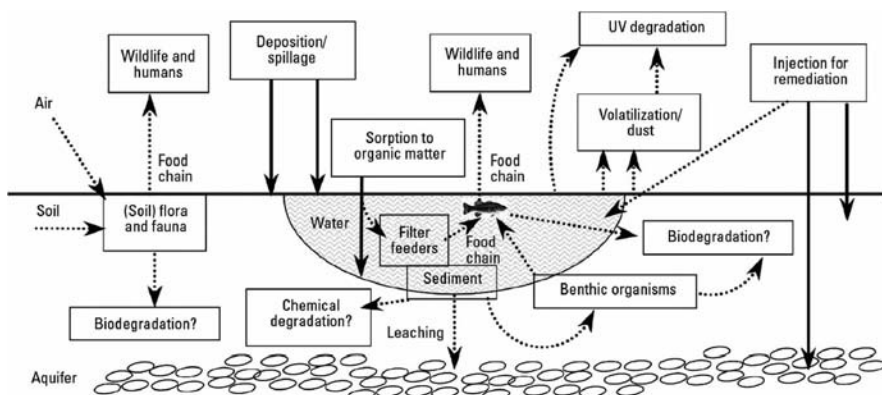 Wildlife and
humans
Deposition/
spillage
Wildlife and
humans
UV degradation
Injection for
remediation
Air
Food
chain
Sorption to
organic matter
Food
chain
Volatilization/
dust
Soil
(Soil) flora
and fauna
Water
Filter
feeders
Food
chain
Biodegradation?
Sediment
Benthic organisms
Biodegradation?
Chemical
degradation?
Leaching
Aquifer